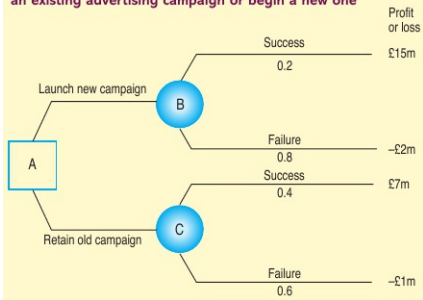 an existing advertising campaign or begin a new one
Profit
or loss
Success
£15m
0.2
Launch new campaign
B
Failure
–£2m
0.8
A
Success
£7m
0.4
C
Retain old campaign
Failure
–£1m
0.6